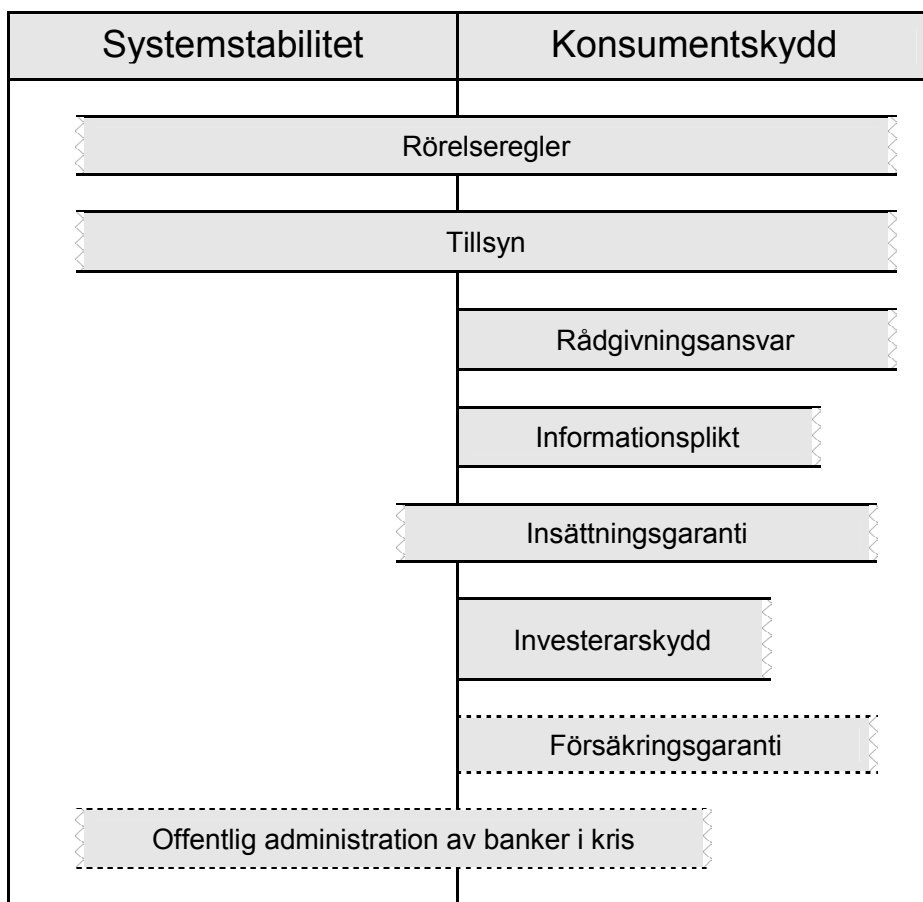 Systemstabilitet
Konsumentskydd
Rörelseregler
Tillsyn
Rådgivningsansvar
Informationsplikt
Insättningsgaranti
Investerarskydd
Försäkringsgaranti
Offentlig administration av banker i kris